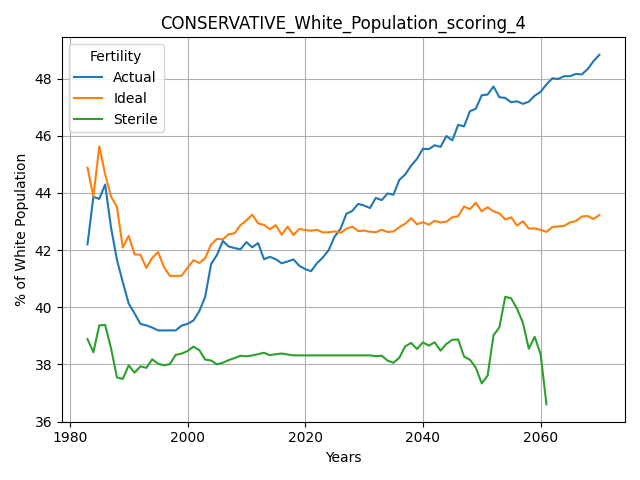 CONSERVATIVE_White_Population_scoring_4
Fertility
Actual
Ideal
Sterile
% of White Population
48
46
44
42
40
38
36
1980
2000
2020
2040
2060
Years